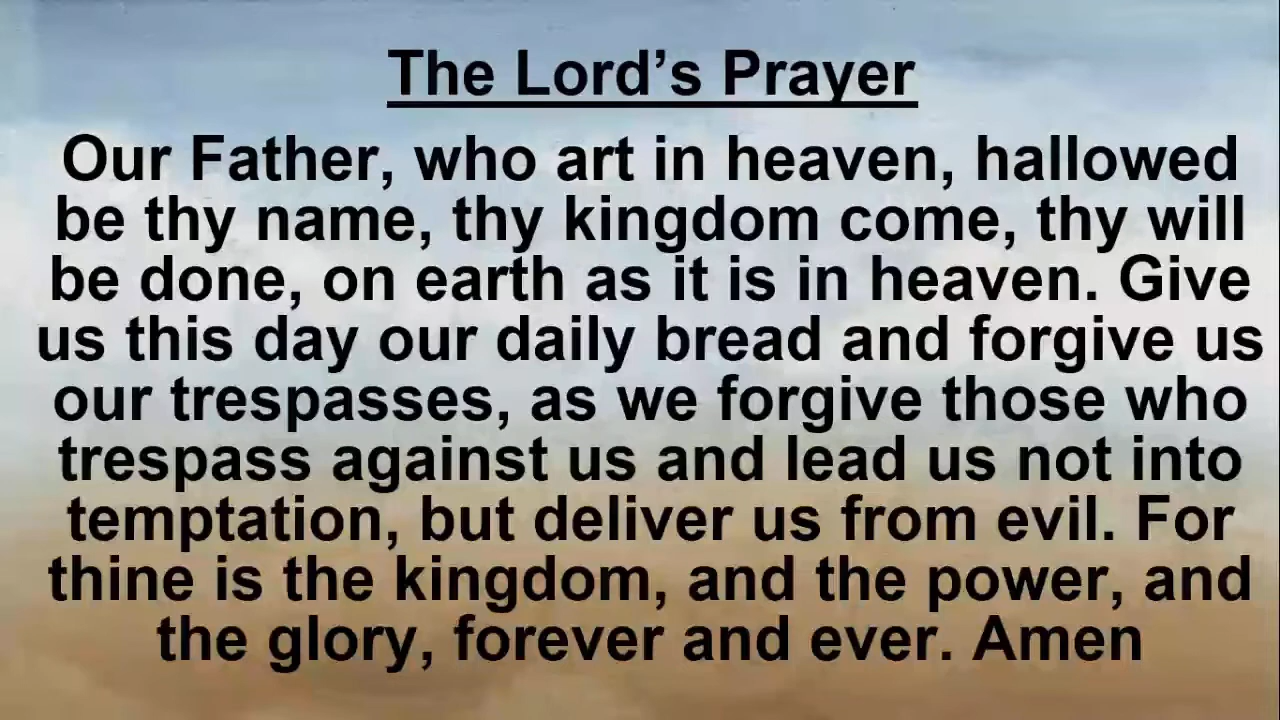 The Lord’s Prayer
Our Father, who art in heaven, hallowed
be thy name, thy kingdom come, thy will
be done, on earth as it is in heaven. Give
us this day our daily bread and forgive us
our trespasses, as we forgive those who
trespass against us and lead us not into
temptation, but deliver us from evil. For
thine is the kingdom, and the power, and
the glory, forever and ever. Amen